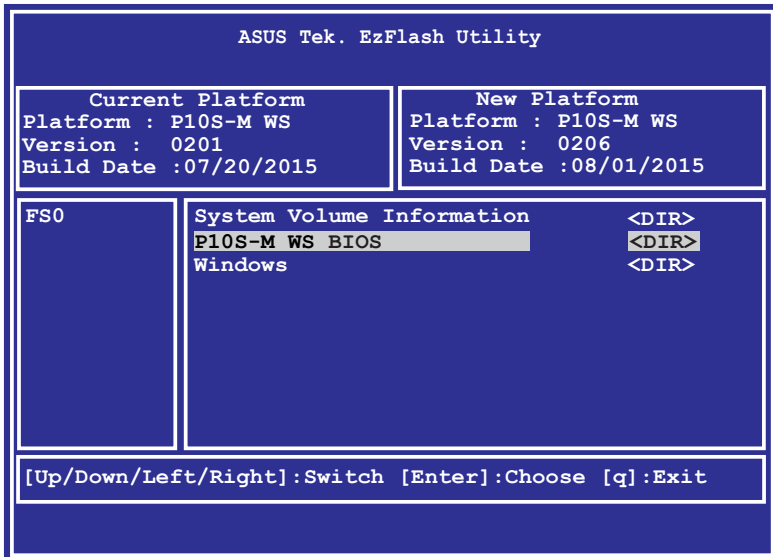 ASUS Tek. EzFlash Utility
Current Platform
Platform : P10S-M WS
Version : 0201
Build Date :07/20/2015
New Platform
Platform : P10S-M WS
Version : 0206
Build Date :08/01/2015
FS0
System Volume Information <DIR>
P10S-M WS BIOS <DIR>
Windows <DIR>
[Up/Down/Left/Right]:Switch [Enter]:Choose [q]:Exit